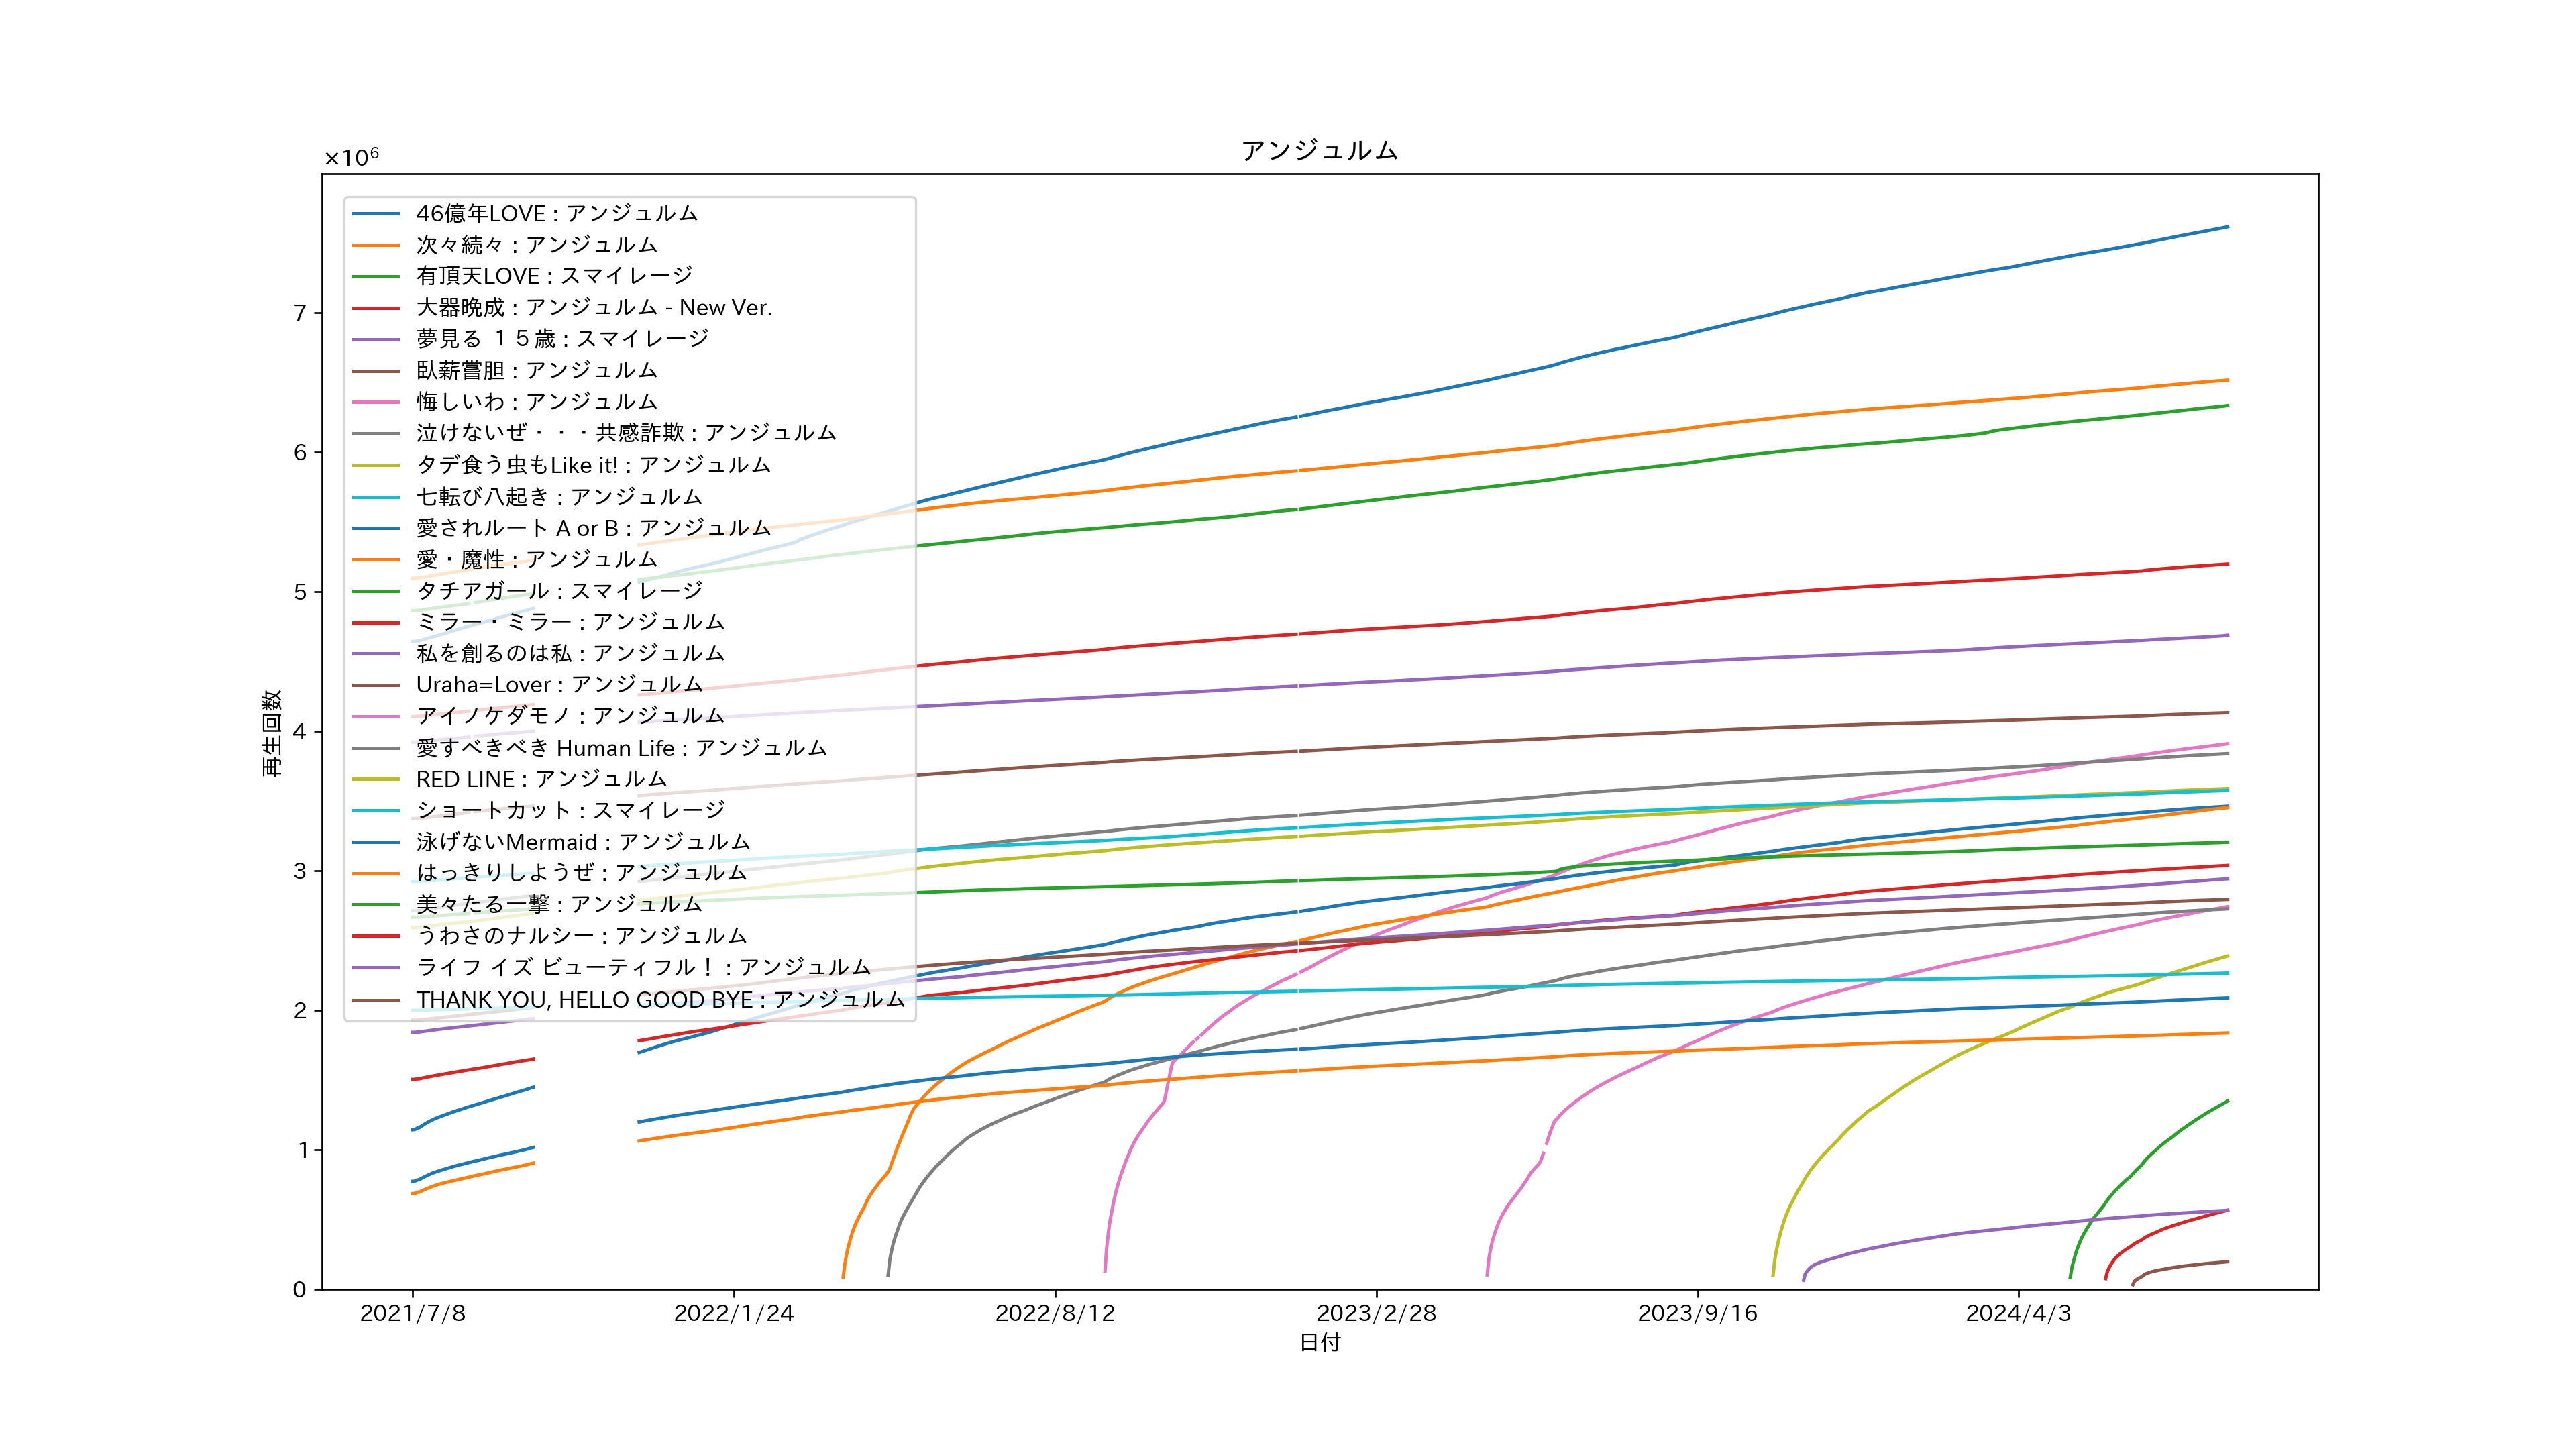 アンジュルム
×10⁶
46億年LOVE : アンジュルム
次々続々 : アンジュルム
有頂天LOVE : スマイレージ
大器晩成 : アンジュルム - New Ver.
夢見る １５歳 : スマイレージ
臥薪嘗胆 : アンジュルム
悔しいわ : アンジュルム
泣けないぜ・・・共感詐欺 : アンジュルム
タデ食う虫もLike it! : アンジュルム
七転び八起き : アンジュルム
愛されルート A or B : アンジュルム
愛・魔性 : アンジュルム
タチアガール : スマイレージ
ミラー・ミラー : アンジュルム
私を創るのは私 : アンジュルム
Uraha=Lover : アンジュルム
アイノケダモノ : アンジュルム
愛すべきべき Human Life : アンジュルム
RED LINE : アンジュルム
ショートカット : スマイレージ
泳げないMermaid : アンジュルム
はっきりしようぜ : アンジュルム
美々たる一撃 : アンジュルム
うわさのナルシー : アンジュルム
ライフ イズ ビューティフル！ : アンジュルム
THANK YOU, HELLO GOOD BYE : アンジュルム
7
6
5
4
3
2
1
0
再生回数
2021/7/8
2022/1/24
2022/8/12
2023/2/28
2023/9/16
2024/4/3
日付